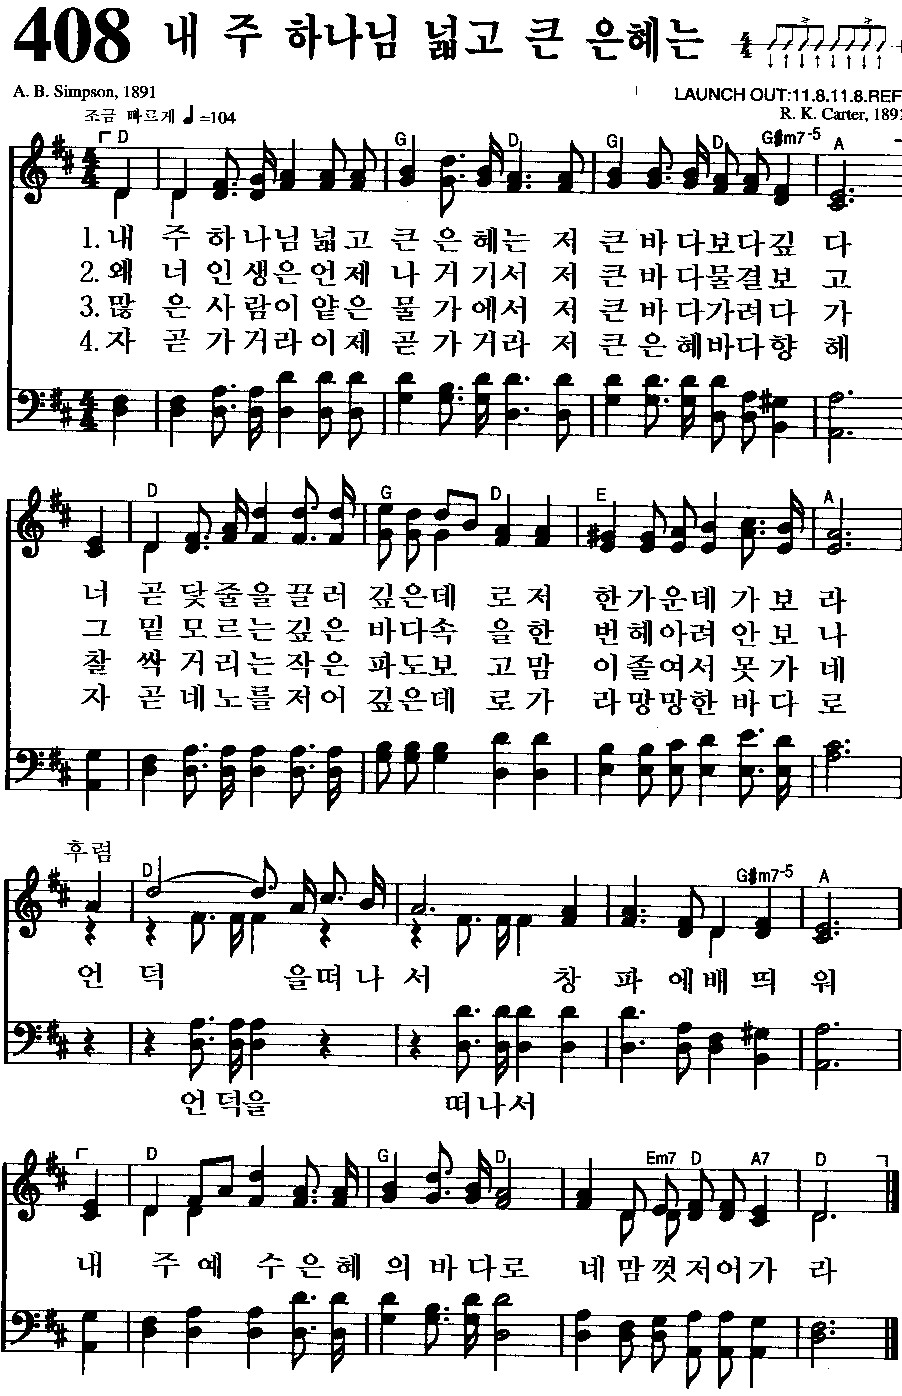 408 내 주 하나님 넓고 큰 은혜는
A. B. Simpson, 1891
LAUNCH OUT:11.8.11.8.REF
조금 빠르게 ♩=104
R. K. Carter, 1891
D G D G D G♯m7-5 A
4 4
1. 내 주 하 나 님 넓 고 큰 은 혜 는 저 큰 바 다 보 다 깊 다
2. 왜 너 인 생 은 언 제 나 거 기 서 저 큰 바 다 물 결 보 고
3. 많 은 사 람 이 얕 은 물 가 에 서 저 큰 바 다 가 려 다 가
4. 자 곧 가 거 라 이 제 곧 가 거 라 저 큰 은 혜 바 다 향 해
D G D E A
너 곧 닻 줄 을 끌 러 깊 은 데 로 저 한 가 운 데 가 보 라
그 밑 모 르 는 깊 은 바 다 속 을 한 번 헤 아 려 안 보 나
찰 싹 거 리 는 작 은 파 도 보 고 맘 이 졸 여 서 못 가 네
자 곧 네 노 를 저 어 깊 은 데 로 가 라 망 망 한 바 다 로
후렴
D G♯m7-5 A
언 덕 을 떠 나 서 창 파 에 배 띄 워
언 덕 을 떠 나 서
D G D Em7 D A7 D
내 주 예 수 은 혜 의 바 다 로 네 맘 껏 저 어 가 라